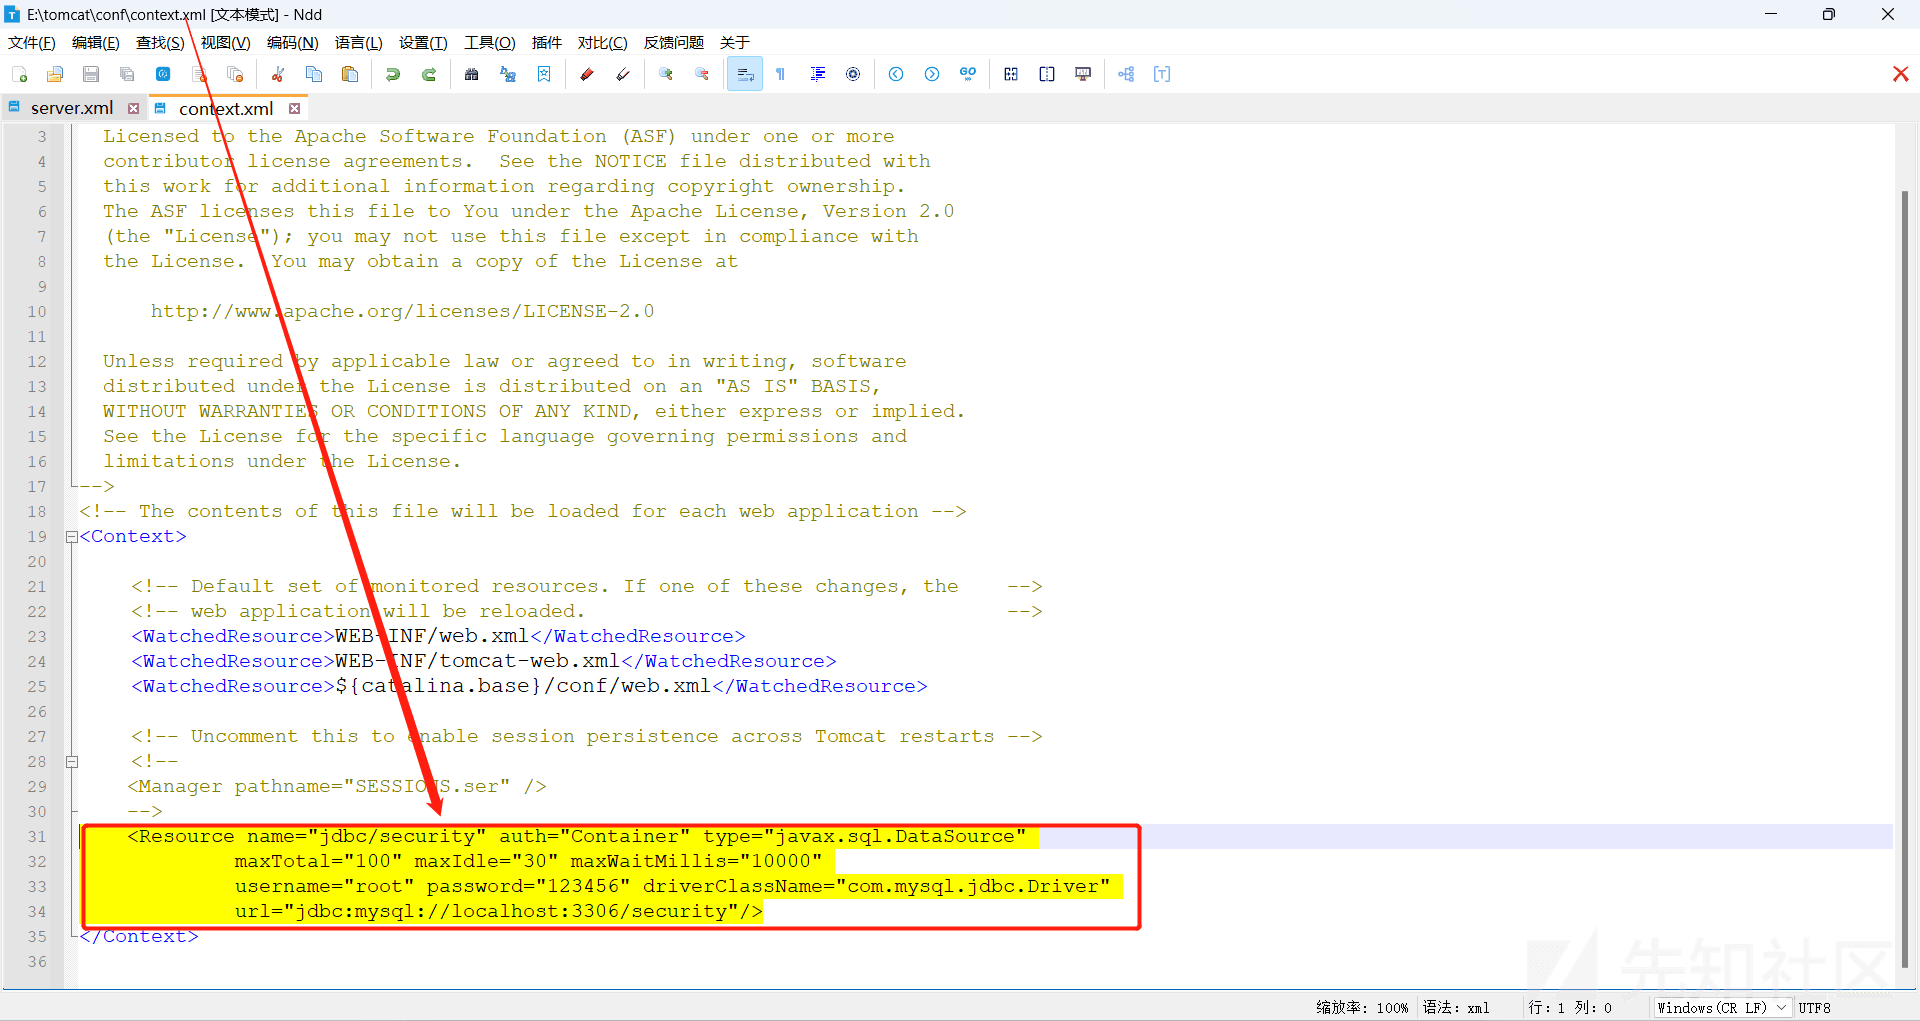 E:\tomcat\conf\context.xml [文本模式] - Ndd
文件(F) 编辑(E) 查找(S) 视图(V) 编码(N) 语言(L) 设置(T) 工具(O) 插件 对比(C) 反馈问题 关于
server.xml context.xml
3 Licensed to the Apache Software Foundation (ASF) under one or more
4 contributor license agreements.  See the NOTICE file distributed with
5 this work for additional information regarding copyright ownership.
6 The ASF licenses this file to You under the Apache License, Version 2.0
7 (the "License"); you may not use this file except in compliance with
8 the License.  You may obtain a copy of the License at
9
10 http://www.apache.org/licenses/LICENSE-2.0
11
12 Unless required by applicable law or agreed to in writing, software
13 distributed under the License is distributed on an "AS IS" BASIS,
14 WITHOUT WARRANTIES OR CONDITIONS OF ANY KIND, either express or implied.
15 See the License for the specific language governing permissions and
16 limitations under the License.
17 -->
18 <!-- The contents of this file will be loaded for each web application -->
19 <Context>
20
21 <!-- Default set of monitored resources. If one of these changes, the    -->
22 <!-- web application will be reloaded.                                   -->
23 <WatchedResource>WEB-INF/web.xml</WatchedResource>
24 <WatchedResource>WEB-INF/tomcat-web.xml</WatchedResource>
25 <WatchedResource>${catalina.base}/conf/web.xml</WatchedResource>
26
27 <!-- Uncomment this to enable session persistence across Tomcat restarts -->
28 <!--
29 <Manager pathname="SESSIONS.ser" />
30 -->
31 <Resource name="jdbc/security" auth="Container" type="javax.sql.DataSource"
32 maxTotal="100" maxIdle="30" maxWaitMillis="10000"
33 username="root" password="123456" driverClassName="com.mysql.jdbc.Driver"
34 url="jdbc:mysql://localhost:3306/security"/>
35 </Context>
36
先知社区
缩放率: 100% 语法: xml 行: 1 列: 0 Windows(CR LF) UTF8